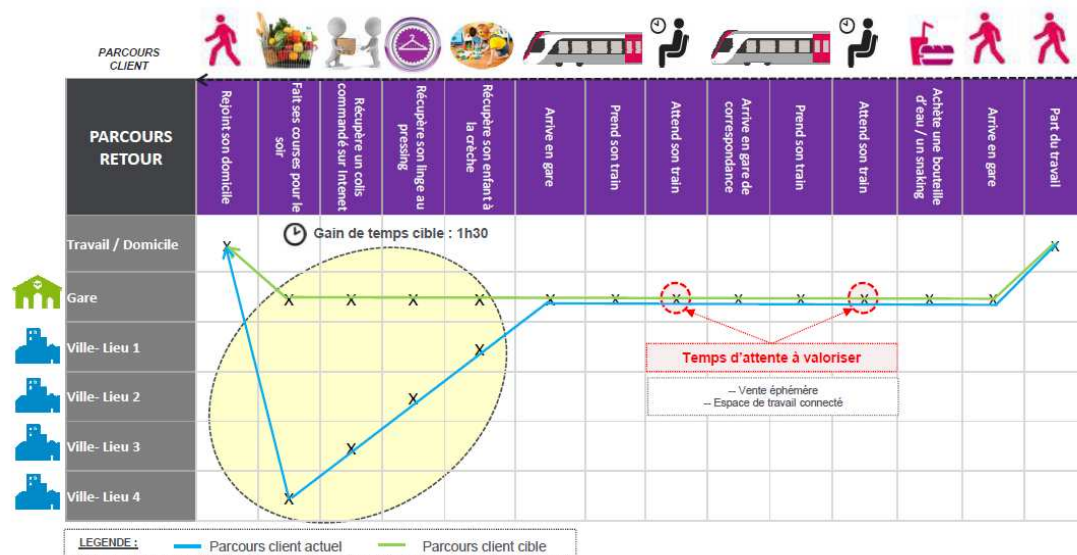 PARCOURS
CLIENT
PARCOURS
RETOUR
Rejoint son domicile
Fait ses courses pour le
soir
Récupère un colis
commandé sur Intenet
Récupère son linge au
pressing
Récupère son enfant à
la crèche
Arrive en gare
Prend son train
Attend son train
Arrive en gare de
correspondance
Prend son train
Attend son train
Achète une bouteille
d'eau / un snaking
Arrive en gare
Part du travail
Travail / Domicile
Gain de temps cible : 1h30
Gare
Ville- Lieu 1
Temps d'attente à valoriser
Ville- Lieu 2
-- Vente éphémère
-- Espace de travail connecté
Ville- Lieu 3
Ville- Lieu 4
LEGENDE :
Parcours client actuel
Parcours client cible